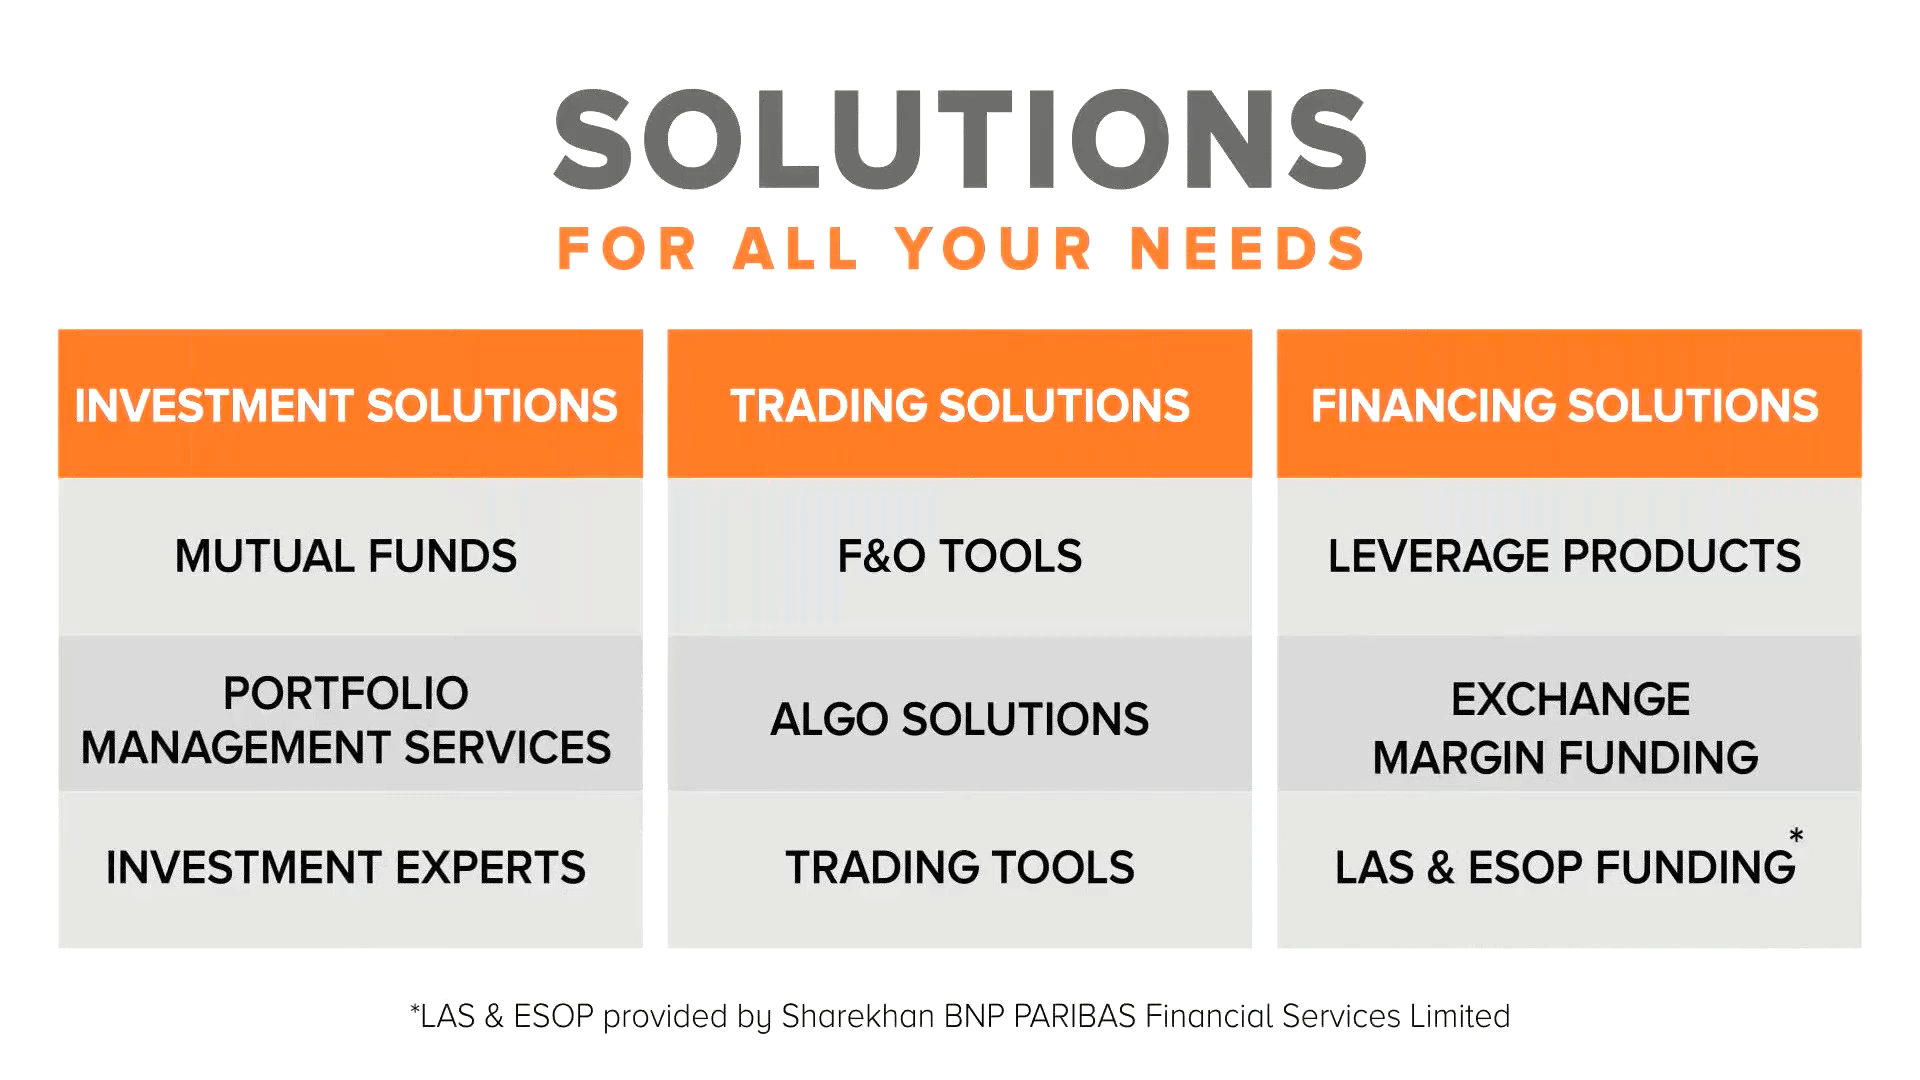 SOLUTIONS
FOR ALL YOUR NEEDS
INVESTMENT SOLUTIONS
MUTUAL FUNDS
PORTFOLIO
MANAGEMENT SERVICES
INVESTMENT EXPERTS
TRADING SOLUTIONS
F&O TOOLS
ALGO SOLUTIONS
TRADING TOOLS
FINANCING SOLUTIONS
LEVERAGE PRODUCTS
EXCHANGE
MARGIN FUNDING
LAS & ESOP FUNDING*
*LAS & ESOP provided by Sharekhan BNP PARIBAS Financial Services Limited